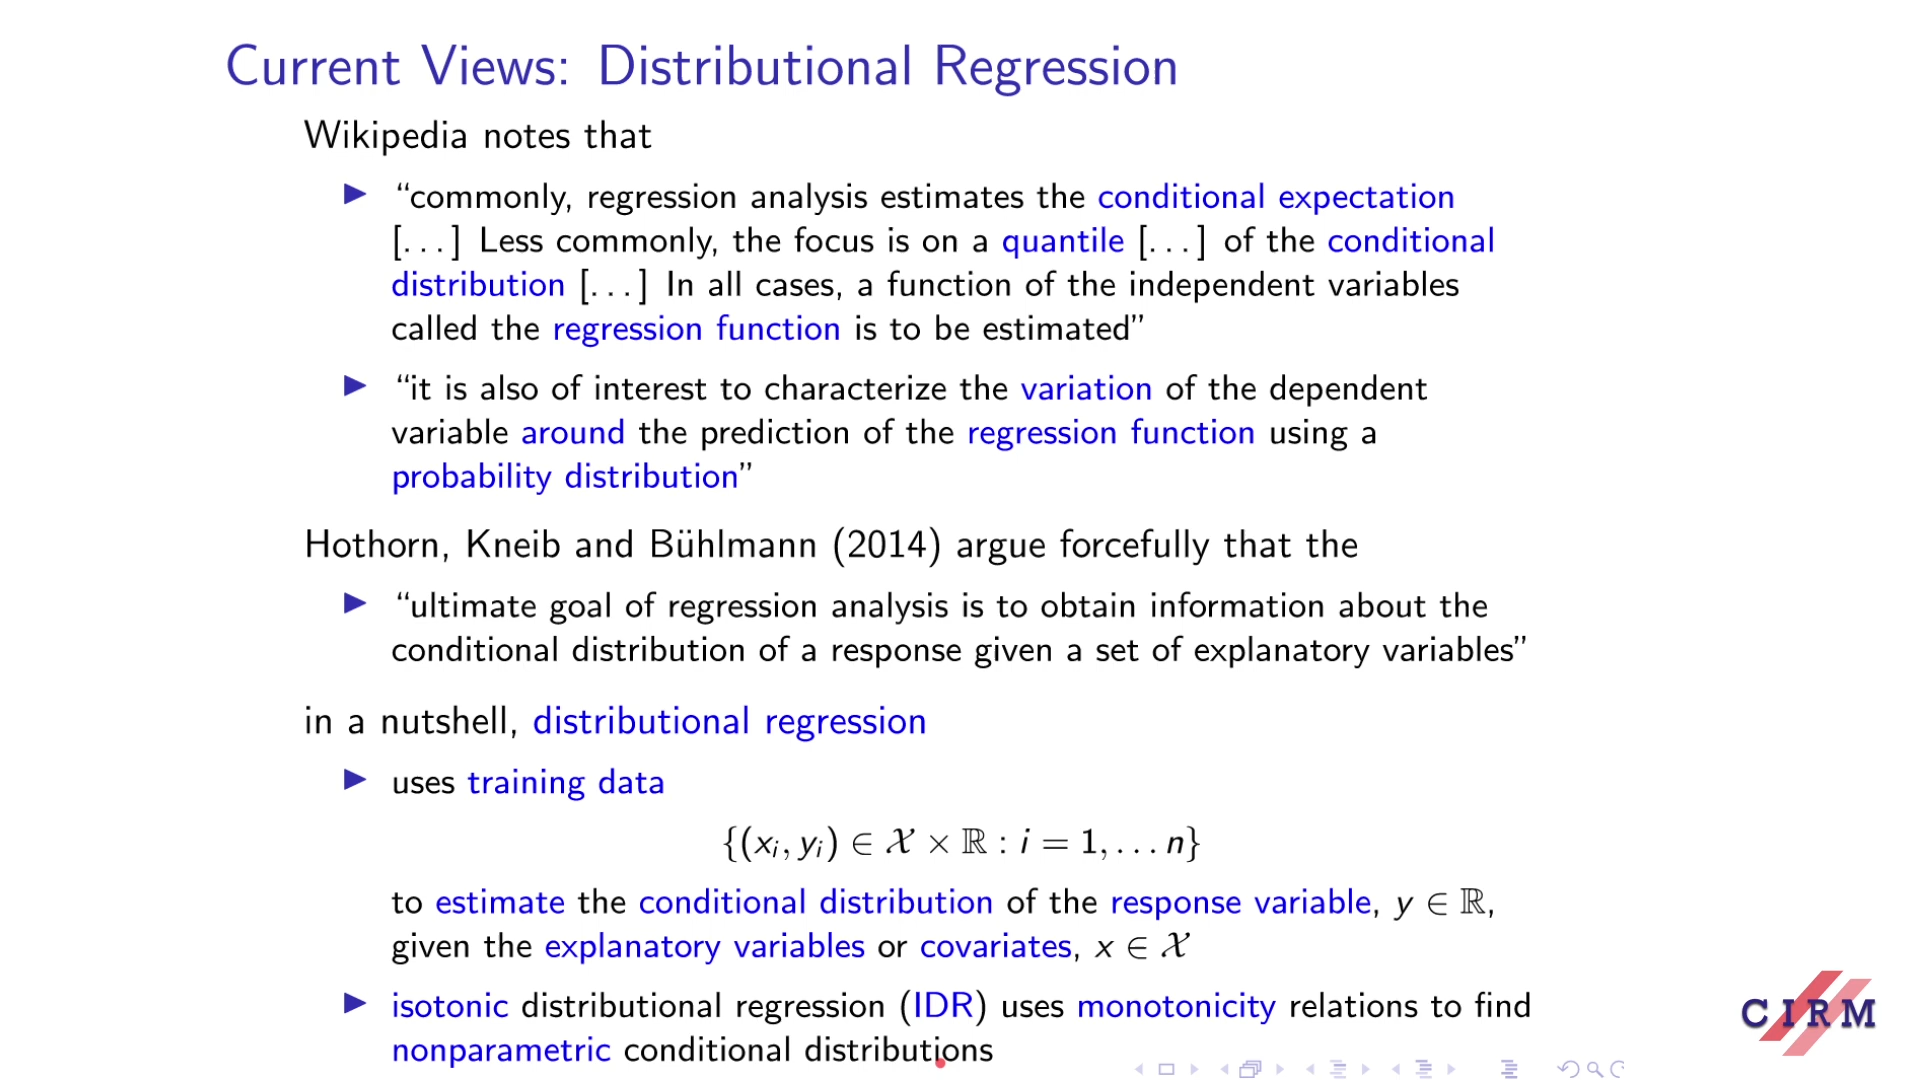 Current Views: Distributional Regression
Wikipedia notes that
“commonly, regression analysis estimates the conditional expectation
[. . . ] Less commonly, the focus is on a quantile [. . . ] of the conditional
distribution [. . . ] In all cases, a function of the independent variables
called the regression function is to be estimated”
“it is also of interest to characterize the variation of the dependent
variable around the prediction of the regression function using a
probability distribution”
Hothorn, Kneib and Bühlmann (2014) argue forcefully that the
“ultimate goal of regression analysis is to obtain information about the
conditional distribution of a response given a set of explanatory variables”
in a nutshell, distributional regression
uses training data
{(xᵢ, yᵢ) ∈ 𝒳 × ℝ : i = 1, . . . n}
to estimate the conditional distribution of the response variable, y ∈ ℝ,
given the explanatory variables or covariates, x ∈ 𝒳
isotonic distributional regression (IDR) uses monotonicity relations to find
nonparametric conditional distributions
CIRM